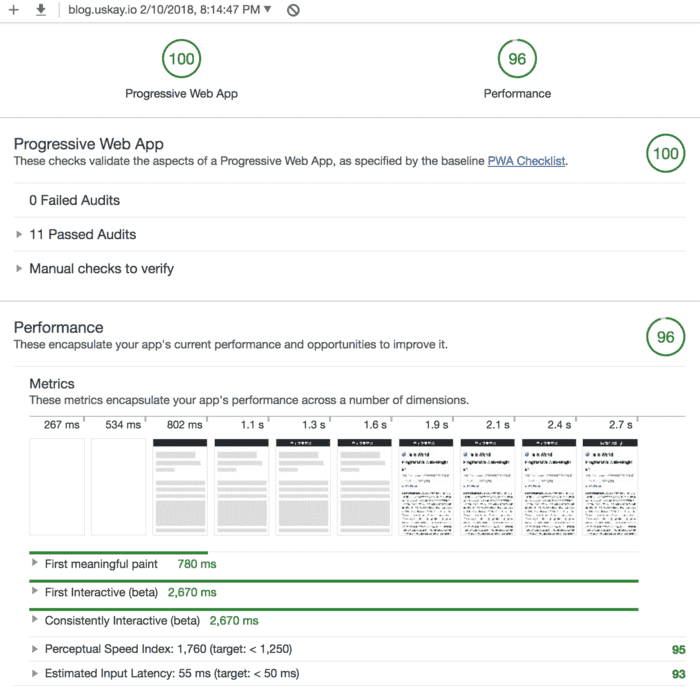 blog.uskay.io 2/10/2018, 8:14:47 PM
100 96
Progressive Web App Performance
Progressive Web App
These checks validate the aspects of a Progressive Web App, as specified by the baseline PWA Checklist.
100
0 Failed Audits
11 Passed Audits
Manual checks to verify
Performance
These encapsulate your app's current performance and opportunities to improve it.
96
Metrics
These metrics encapsulate your app's performance across a number of dimensions.
267 ms 534 ms 802 ms 1.1 s 1.3 s 1.6 s 1.9 s 2.1 s 2.4 s 2.7 s
First meaningful paint 780 ms
First Interactive (beta) 2,670 ms
Consistently Interactive (beta) 2,670 ms
Perceptual Speed Index: 1,760 (target: < 1,250) 95
Estimated Input Latency: 55 ms (target: < 50 ms) 93